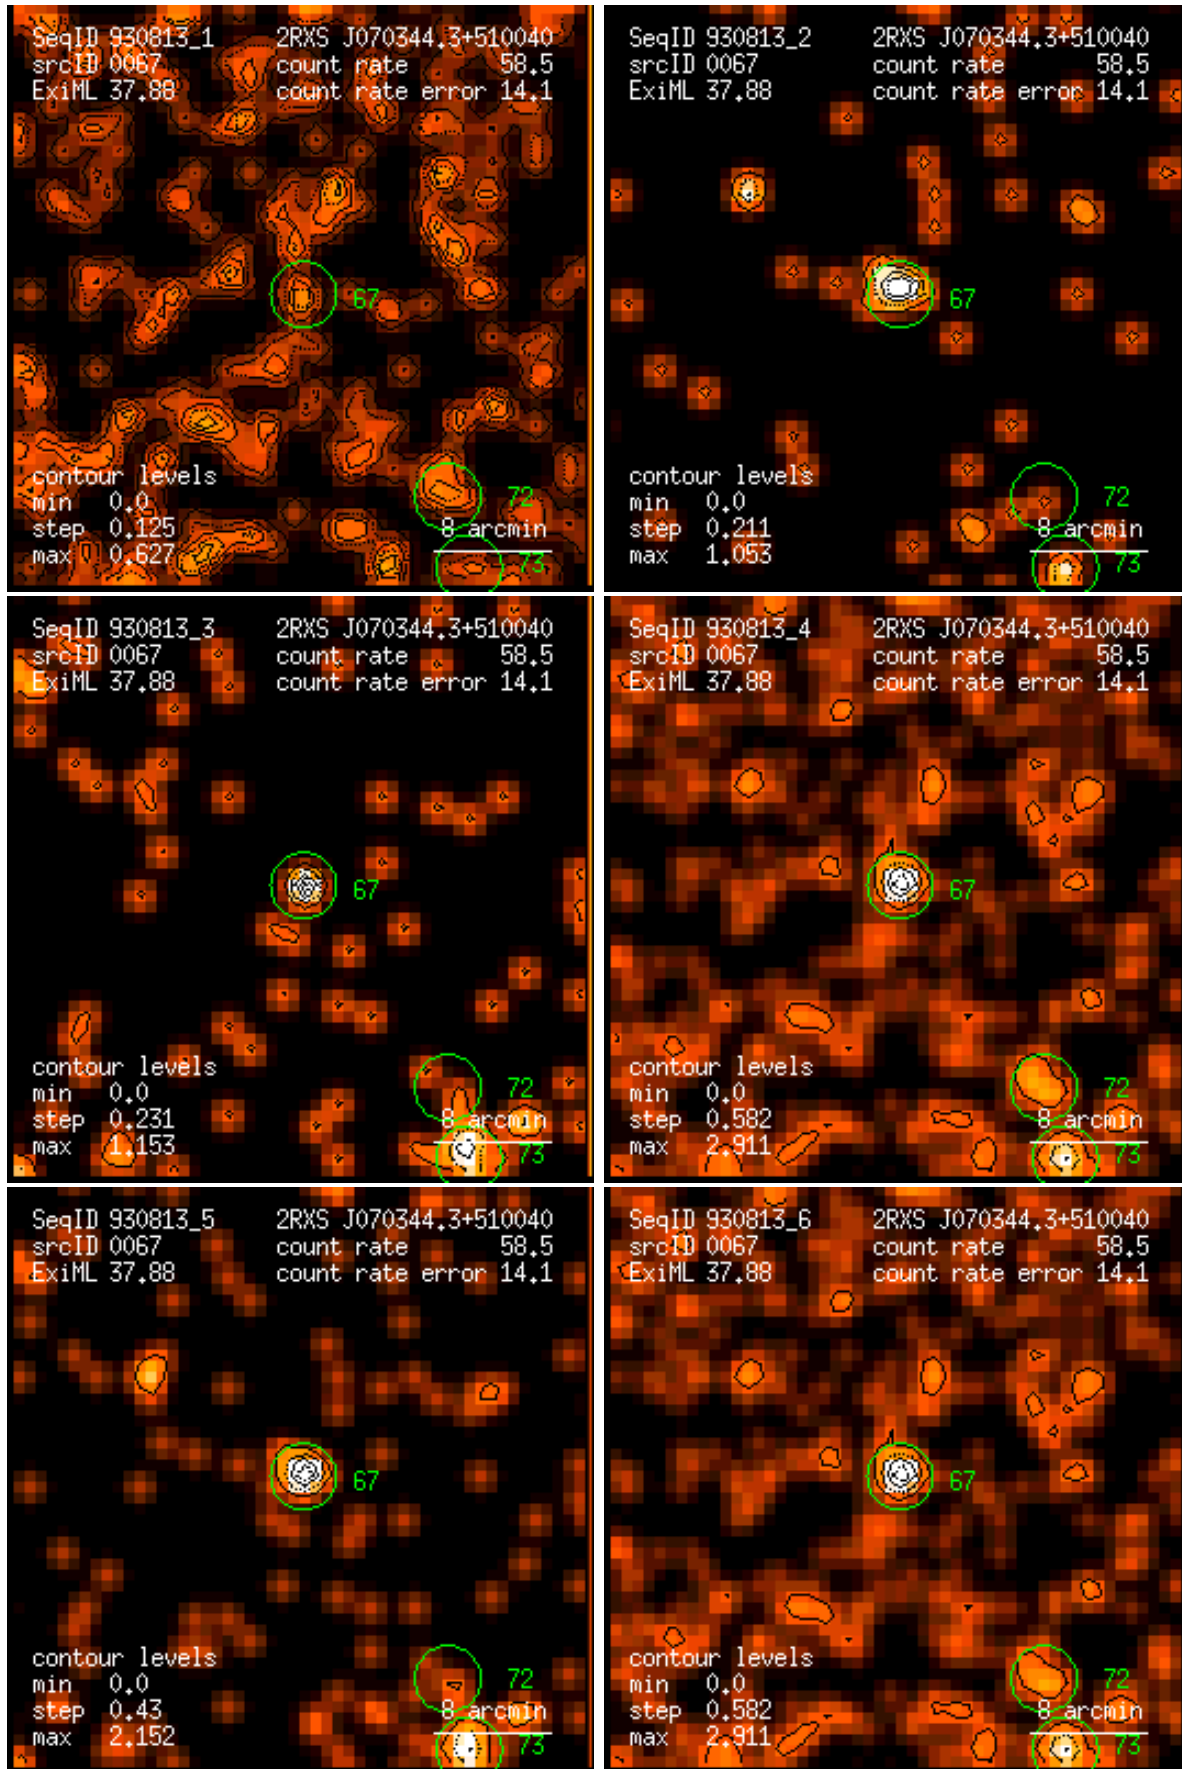 SeqID 930813_1 2RXS J070344.3+510040
srcID 0067 count rate 58.5
ExiML 37.88 count rate error 14.1
67
contour levels
min 0.0 72
step 0.125 8 arcmin
max 0.627 73
SeqID 930813_2 2RXS J070344.3+510040
srcID 0067 count rate 58.5
ExiML 37.88 count rate error 14.1
67
contour levels
min 0.0 72
step 0.211 8 arcmin
max 1.053 73
SeqID 930813_3 2RXS J070344.3+510040
srcID 0067 count rate 58.5
ExiML 37.88 count rate error 14.1
67
contour levels
min 0.0 72
step 0.231 8 arcmin
max 1.153 73
SeqID 930813_4 2RXS J070344.3+510040
srcID 0067 count rate 58.5
ExiML 37.88 count rate error 14.1
67
contour levels
min 0.0 72
step 0.582 8 arcmin
max 2.911 73
SeqID 930813_5 2RXS J070344.3+510040
srcID 0067 count rate 58.5
ExiML 37.88 count rate error 14.1
67
contour levels
min 0.0 72
step 0.43 8 arcmin
max 2.152 73
SeqID 930813_6 2RXS J070344.3+510040
srcID 0067 count rate 58.5
ExiML 37.88 count rate error 14.1
67
contour levels
min 0.0 72
step 0.582 8 arcmin
max 2.911 73